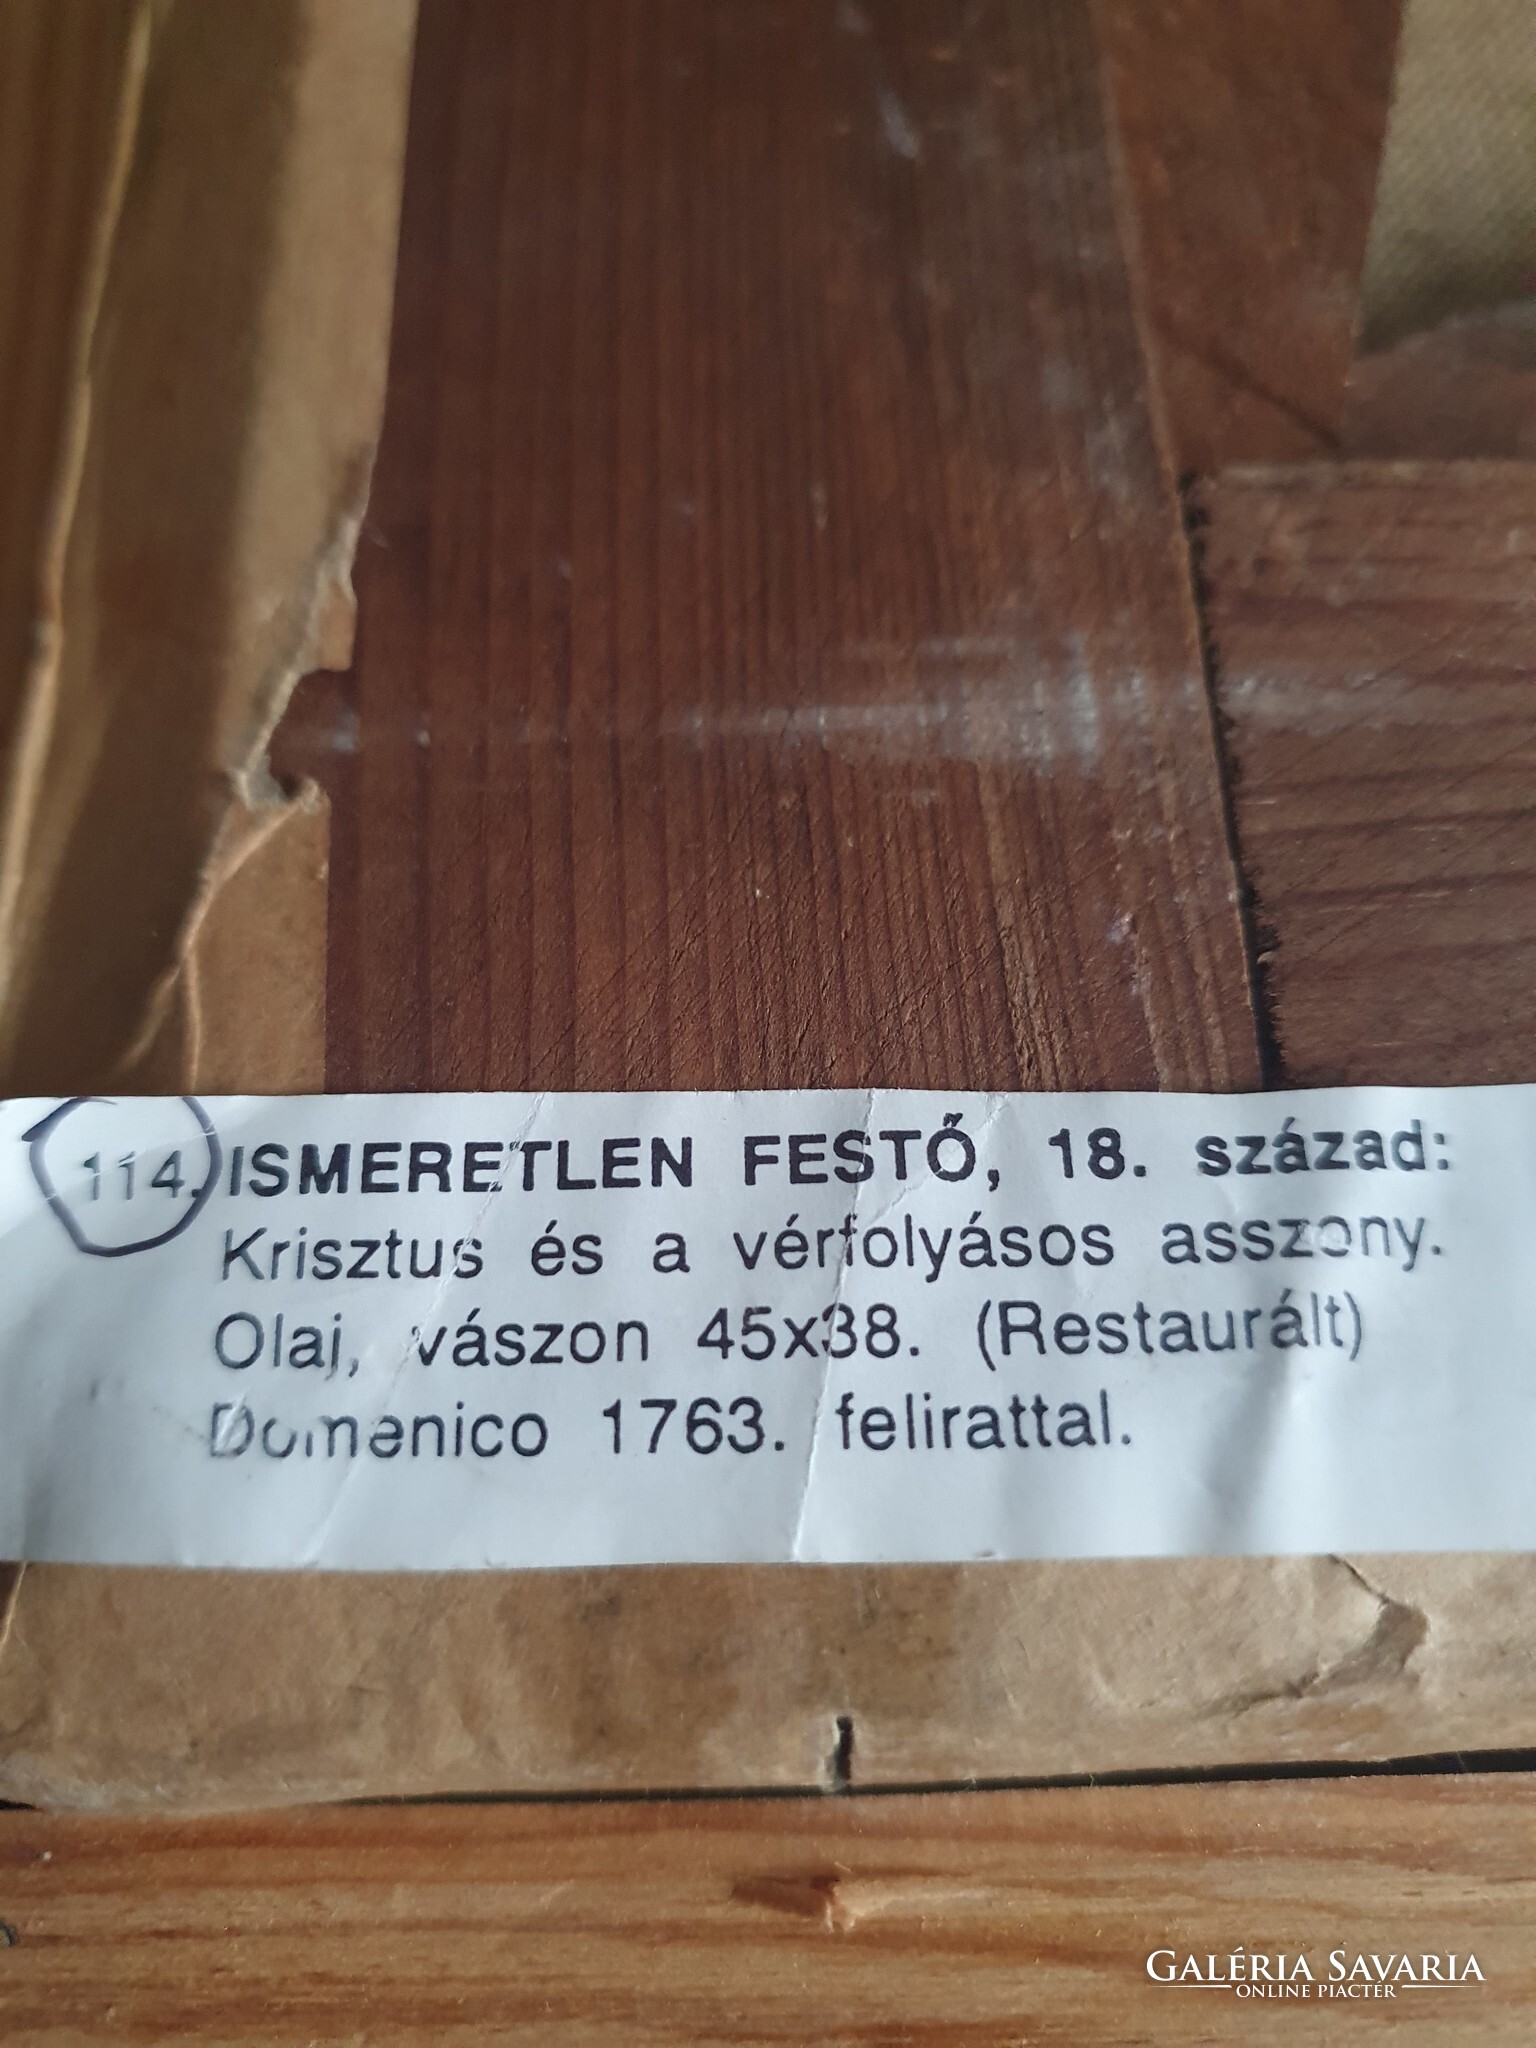 114. ISMERETLEN FESTŐ, 18. század:
Krisztus és a vérfolyásos asszony.
Olaj, vászon 45x38. (Restaurált)
Domenico 1763. felirattal.
GALÉRIA SAVARIA
ONLINE PIACTÉR